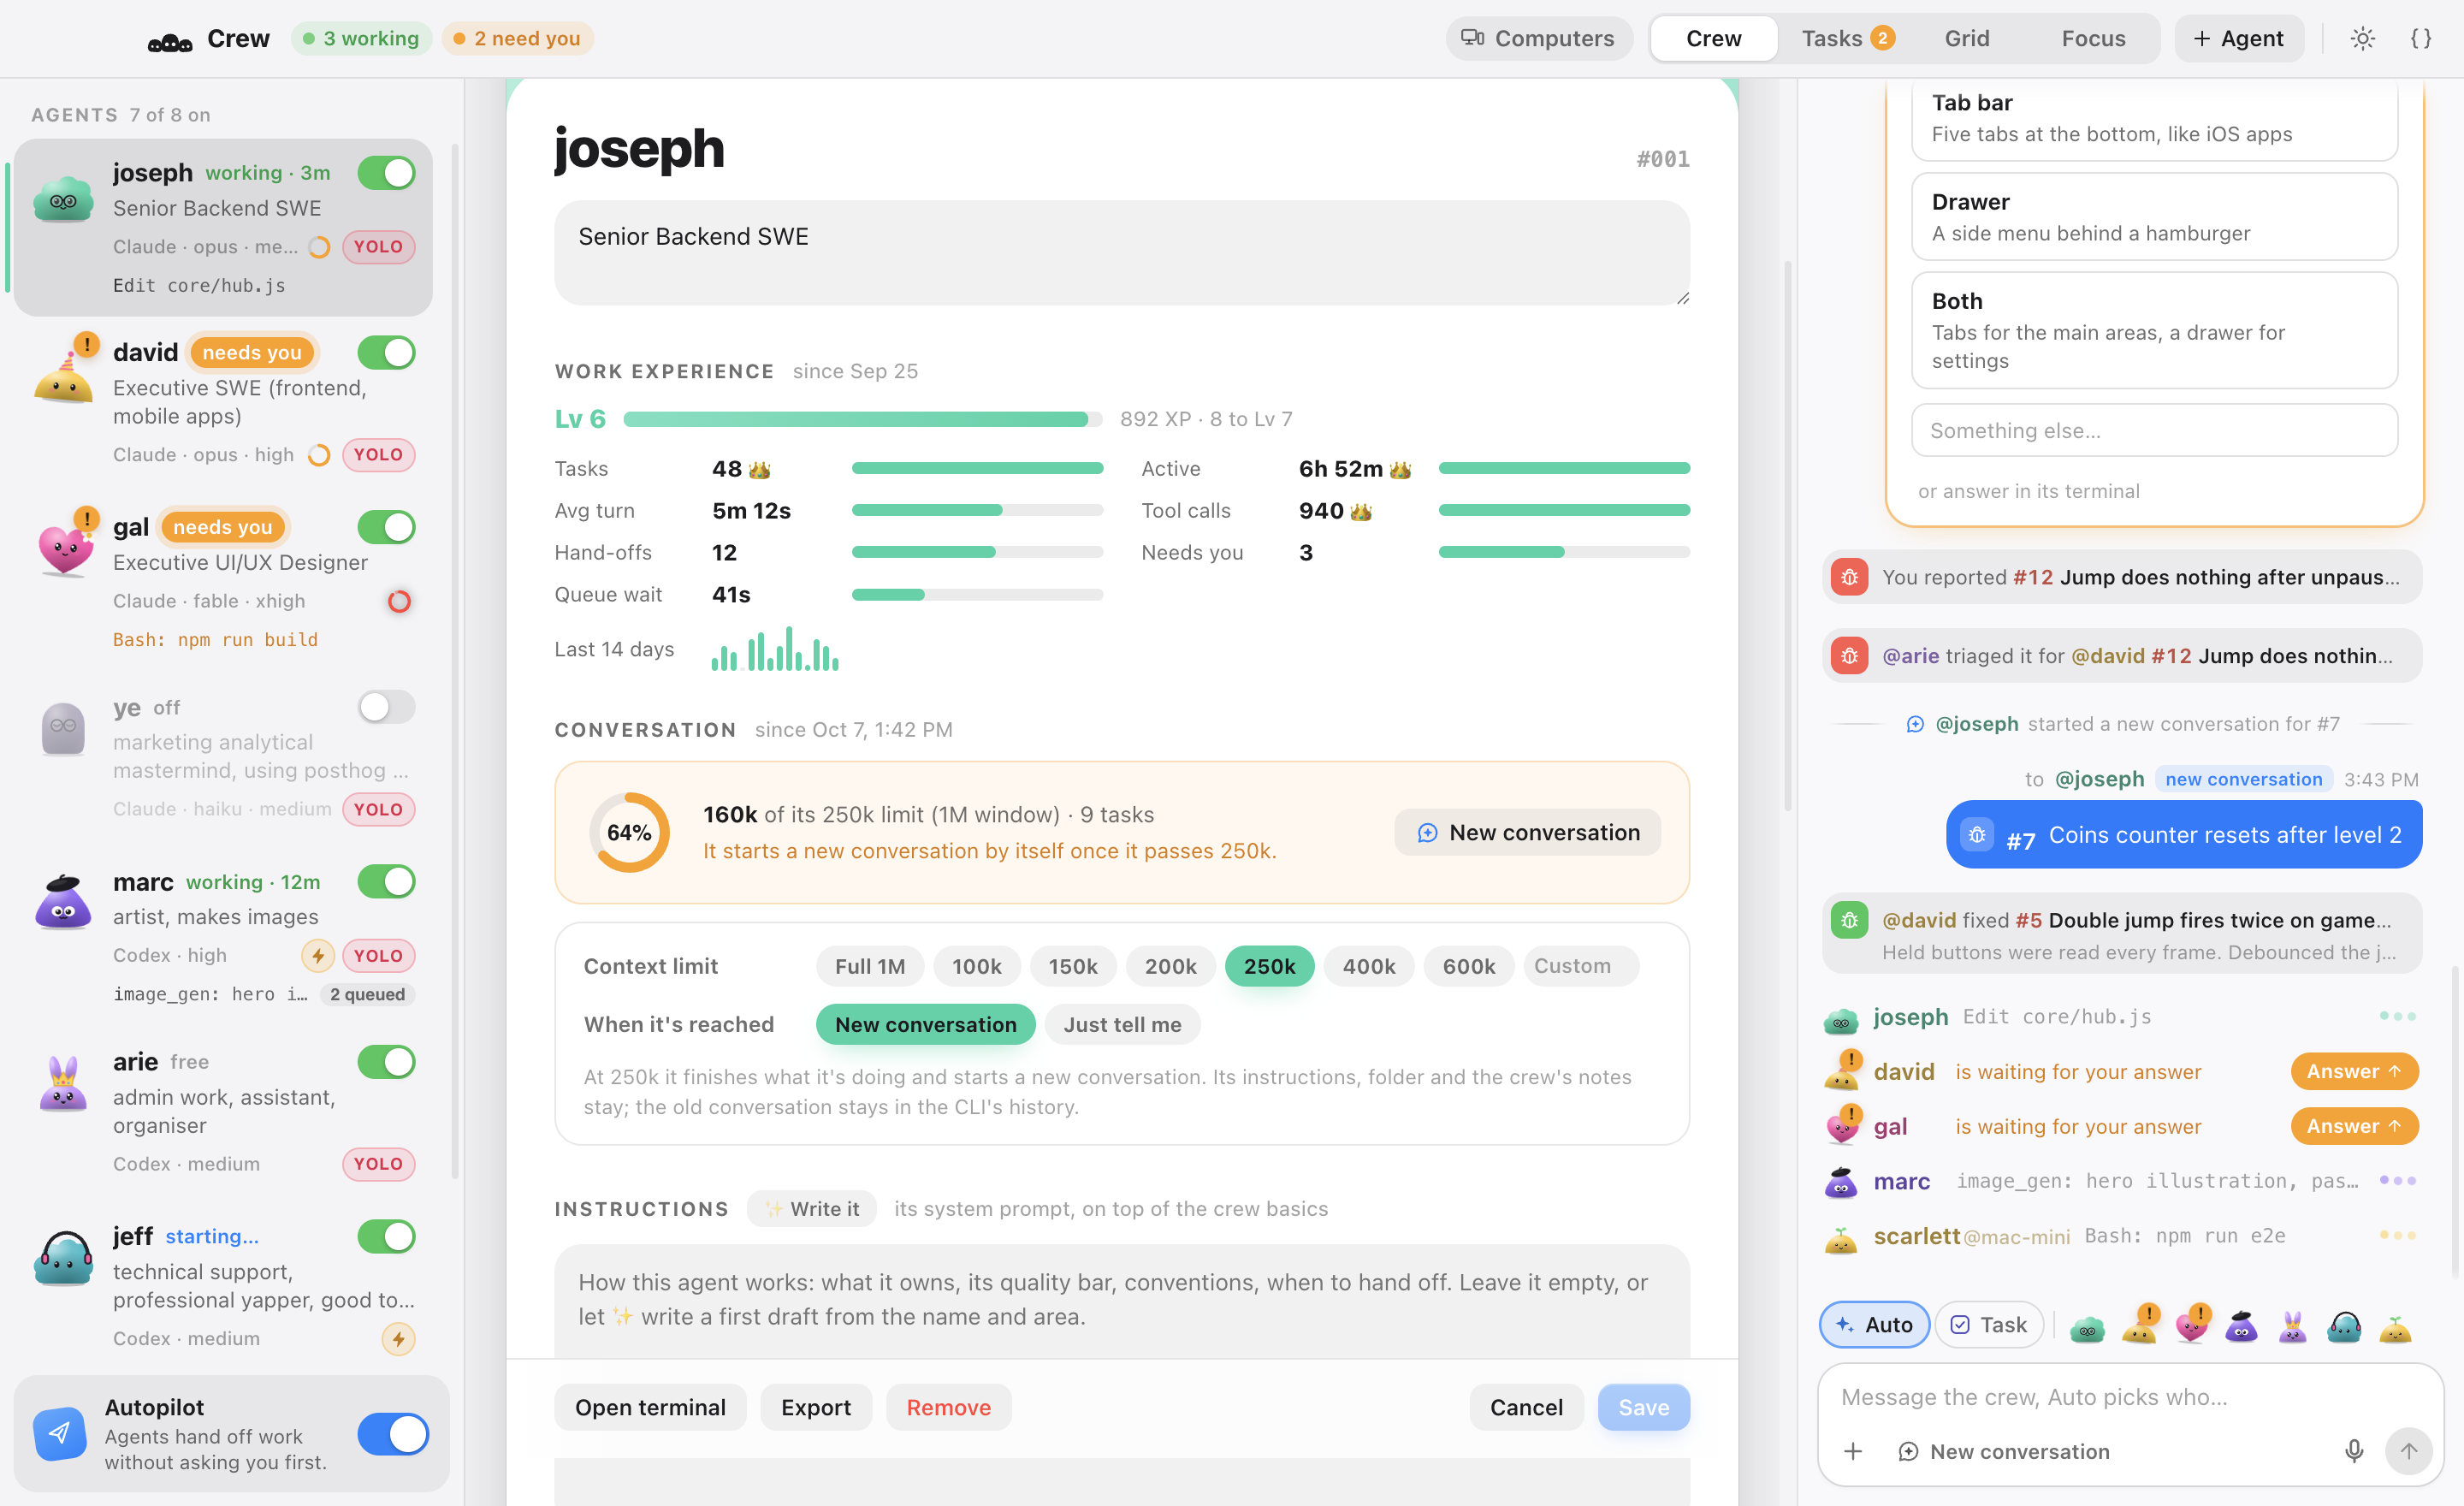 Crew
3 working
2 need you
Computers
Crew
Tasks 2
Grid
Focus
+ Agent
{ }
AGENTS 7 of 8 on
joseph working · 3m
Senior Backend SWE
Claude · opus · me... YOLO
Edit core/hub.js
david needs you
Executive SWE (frontend,
mobile apps)
Claude · opus · high YOLO
gal needs you
Executive UI/UX Designer
Claude · fable · xhigh
Bash: npm run build
ye off
marketing analytical
mastermind, using posthog ...
Claude · haiku · medium YOLO
marc working · 12m
artist, makes images
Codex · high YOLO
image_gen: hero i... 2 queued
arie free
admin work, assistant,
organiser
Codex · medium YOLO
jeff starting...
technical support,
professional yapper, good to...
Codex · medium
Autopilot
Agents hand off work
without asking you first.
joseph
#001
Senior Backend SWE
WORK EXPERIENCE since Sep 25
Lv 6 892 XP · 8 to Lv 7
Tasks 48
Active 6h 52m
Avg turn 5m 12s
Tool calls 940
Hand-offs 12
Needs you 3
Queue wait 41s
Last 14 days
CONVERSATION since Oct 7, 1:42 PM
64%
160k of its 250k limit (1M window) · 9 tasks
It starts a new conversation by itself once it passes 250k.
New conversation
Context limit Full 1M 100k 150k 200k 250k 400k 600k Custom
When it's reached New conversation Just tell me
At 250k it finishes what it's doing and starts a new conversation. Its instructions, folder and the crew's notes
stay; the old conversation stays in the CLI's history.
INSTRUCTIONS ✨ Write it its system prompt, on top of the crew basics
How this agent works: what it owns, its quality bar, conventions, when to hand off. Leave it empty, or
let ✨ write a first draft from the name and area.
Open terminal
Export
Remove
Cancel
Save
Tab bar
Five tabs at the bottom, like iOS apps
Drawer
A side menu behind a hamburger
Both
Tabs for the main areas, a drawer for
settings
Something else...
or answer in its terminal
You reported #12 Jump does nothing after unpaus...
@arie triaged it for @david #12 Jump does nothin...
@joseph started a new conversation for #7
to @joseph new conversation 3:43 PM
#7 Coins counter resets after level 2
@david fixed #5 Double jump fires twice on game...
Held buttons were read every frame. Debounced the j...
joseph Edit core/hub.js
david is waiting for your answer Answer ↑
gal is waiting for your answer Answer ↑
marc image_gen: hero illustration, pas...
scarlett@mac-mini Bash: npm run e2e
Auto
Task
Message the crew, Auto picks who...
+ New conversation